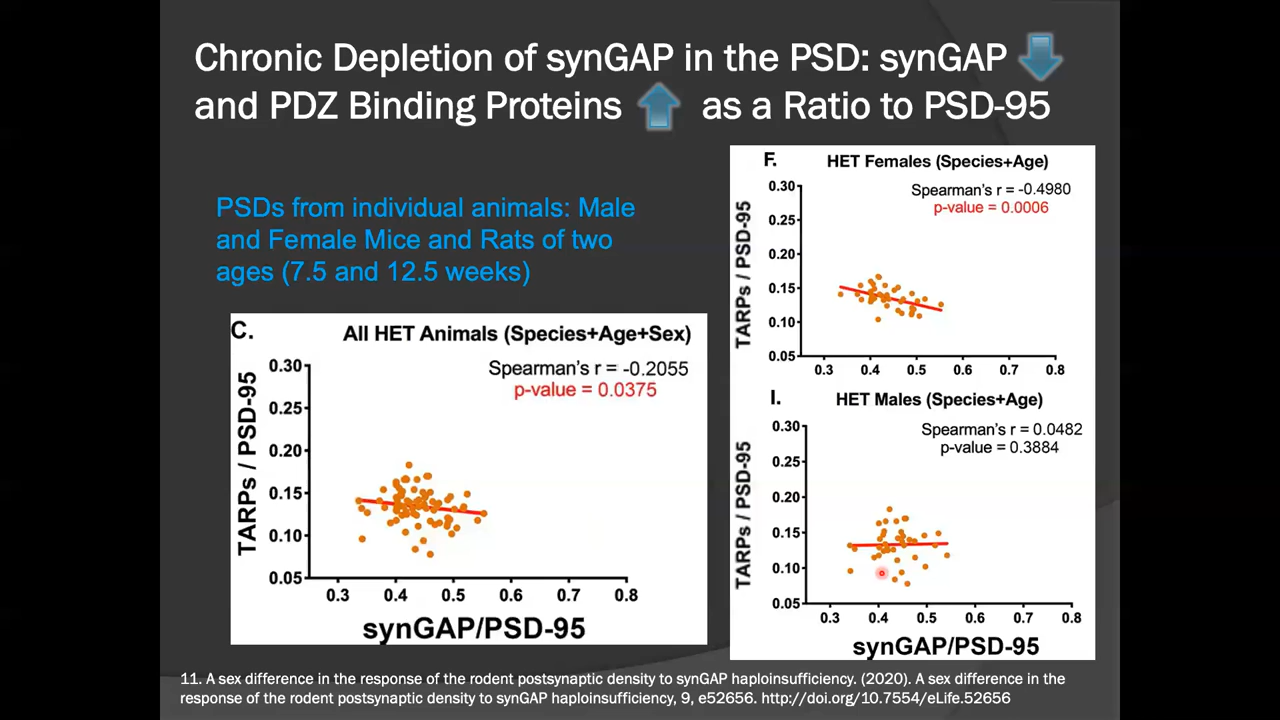 Chronic Depletion of synGAP in the PSD: synGAP
and PDZ Binding Proteins as a Ratio to PSD-95
PSDs from individual animals: Male
and Female Mice and Rats of two
ages (7.5 and 12.5 weeks)
C.
All HET Animals (Species+Age+Sex)
Spearman's r = -0.2055
p-value = 0.0375
TARPs / PSD-95
0.30
0.25
0.20
0.15
0.10
0.05
0.3 0.4 0.5 0.6 0.7 0.8
synGAP/PSD-95
F.
HET Females (Species+Age)
Spearman's r = -0.4980
p-value = 0.0006
TARPs / PSD-95
0.30
0.25
0.20
0.15
0.10
0.05
0.3 0.4 0.5 0.6 0.7 0.8
I.
HET Males (Species+Age)
Spearman's r = 0.0482
p-value = 0.3884
TARPs / PSD-95
0.30
0.25
0.20
0.15
0.10
0.05
0.3 0.4 0.5 0.6 0.7 0.8
synGAP/PSD-95
11. A sex difference in the response of the rodent postsynaptic density to synGAP haploinsufficiency. (2020). A sex difference in the
response of the rodent postsynaptic density to synGAP haploinsufficiency, 9, e52656. http://doi.org/10.7554/eLife.52656